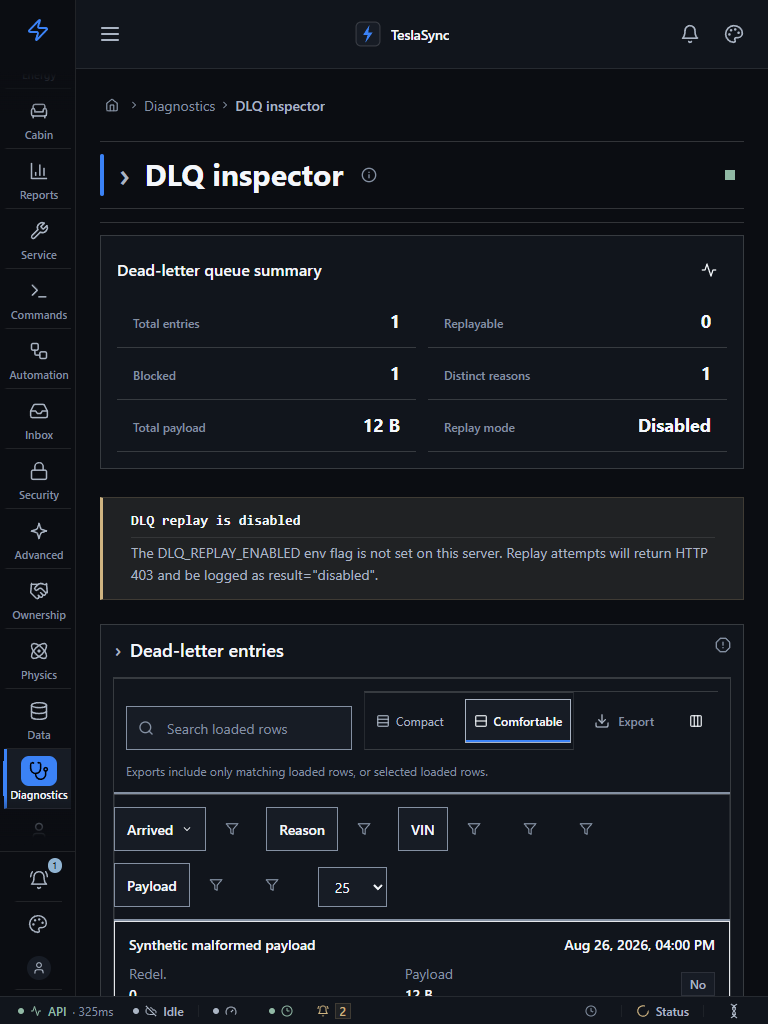 TeslaSync
Energy
Cabin
Reports
Service
Commands
Automation
Inbox
Security
Advanced
Ownership
Physics
Data
Diagnostics
1
Diagnostics
DLQ inspector
DLQ inspector
Dead-letter queue summary
Total entries 1
Replayable 0
Blocked 1
Distinct reasons 1
Total payload 12 B
Replay mode Disabled
DLQ replay is disabled
The DLQ_REPLAY_ENABLED env flag is not set on this server. Replay attempts will return HTTP
403 and be logged as result="disabled".
Dead-letter entries
Search loaded rows
Compact
Comfortable
Export
Exports include only matching loaded rows, or selected loaded rows.
Arrived
Reason
VIN
Payload
25
Synthetic malformed payload
Aug 26, 2026, 04:00 PM
Redel.
Payload
No
0
12 B
API · 325ms
Idle
2
Status